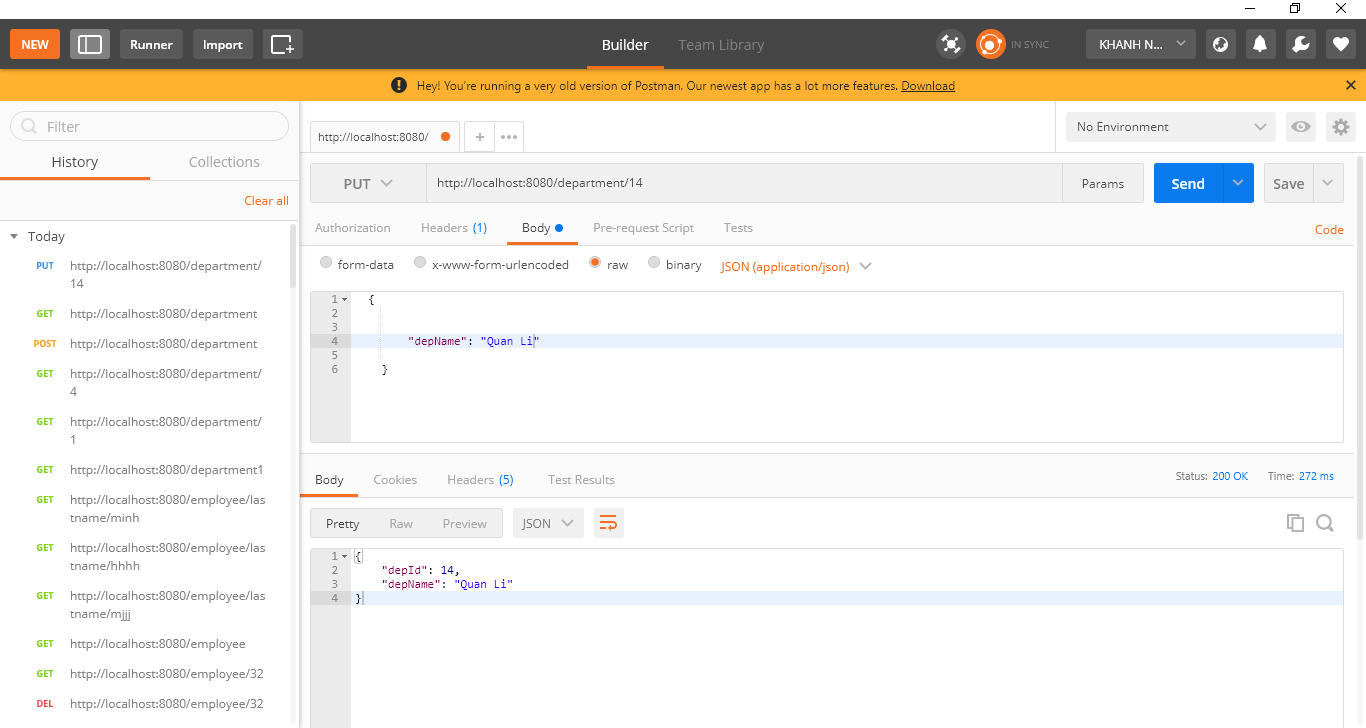 NEW
Runner
Import
Builder
Team Library
IN SYNC
KHANH N...
Hey! You're running a very old version of Postman. Our newest app has a lot more features. Download
Filter
History
Collections
Clear all
Today
PUT http://localhost:8080/department/
14
GET http://localhost:8080/department
POST http://localhost:8080/department
GET http://localhost:8080/department/
4
GET http://localhost:8080/department/
1
GET http://localhost:8080/department1
GET http://localhost:8080/employee/las
tname/minh
GET http://localhost:8080/employee/las
tname/hhhh
GET http://localhost:8080/employee/las
tname/mjjj
GET http://localhost:8080/employee
GET http://localhost:8080/employee/32
DEL http://localhost:8080/employee/32
http://localhost:8080/
No Environment
PUT
http://localhost:8080/department/14
Params
Send
Save
Authorization
Headers (1)
Body
Pre-request Script
Tests
Code
form-data
x-www-form-urlencoded
raw
binary
JSON (application/json)
1 {
2
3
4 "depName": "Quan Li"
5
6 }
Body
Cookies
Headers (5)
Test Results
Status: 200 OK
Time: 272 ms
Pretty
Raw
Preview
JSON
1 {
2 "depId": 14,
3 "depName": "Quan Li"
4 }